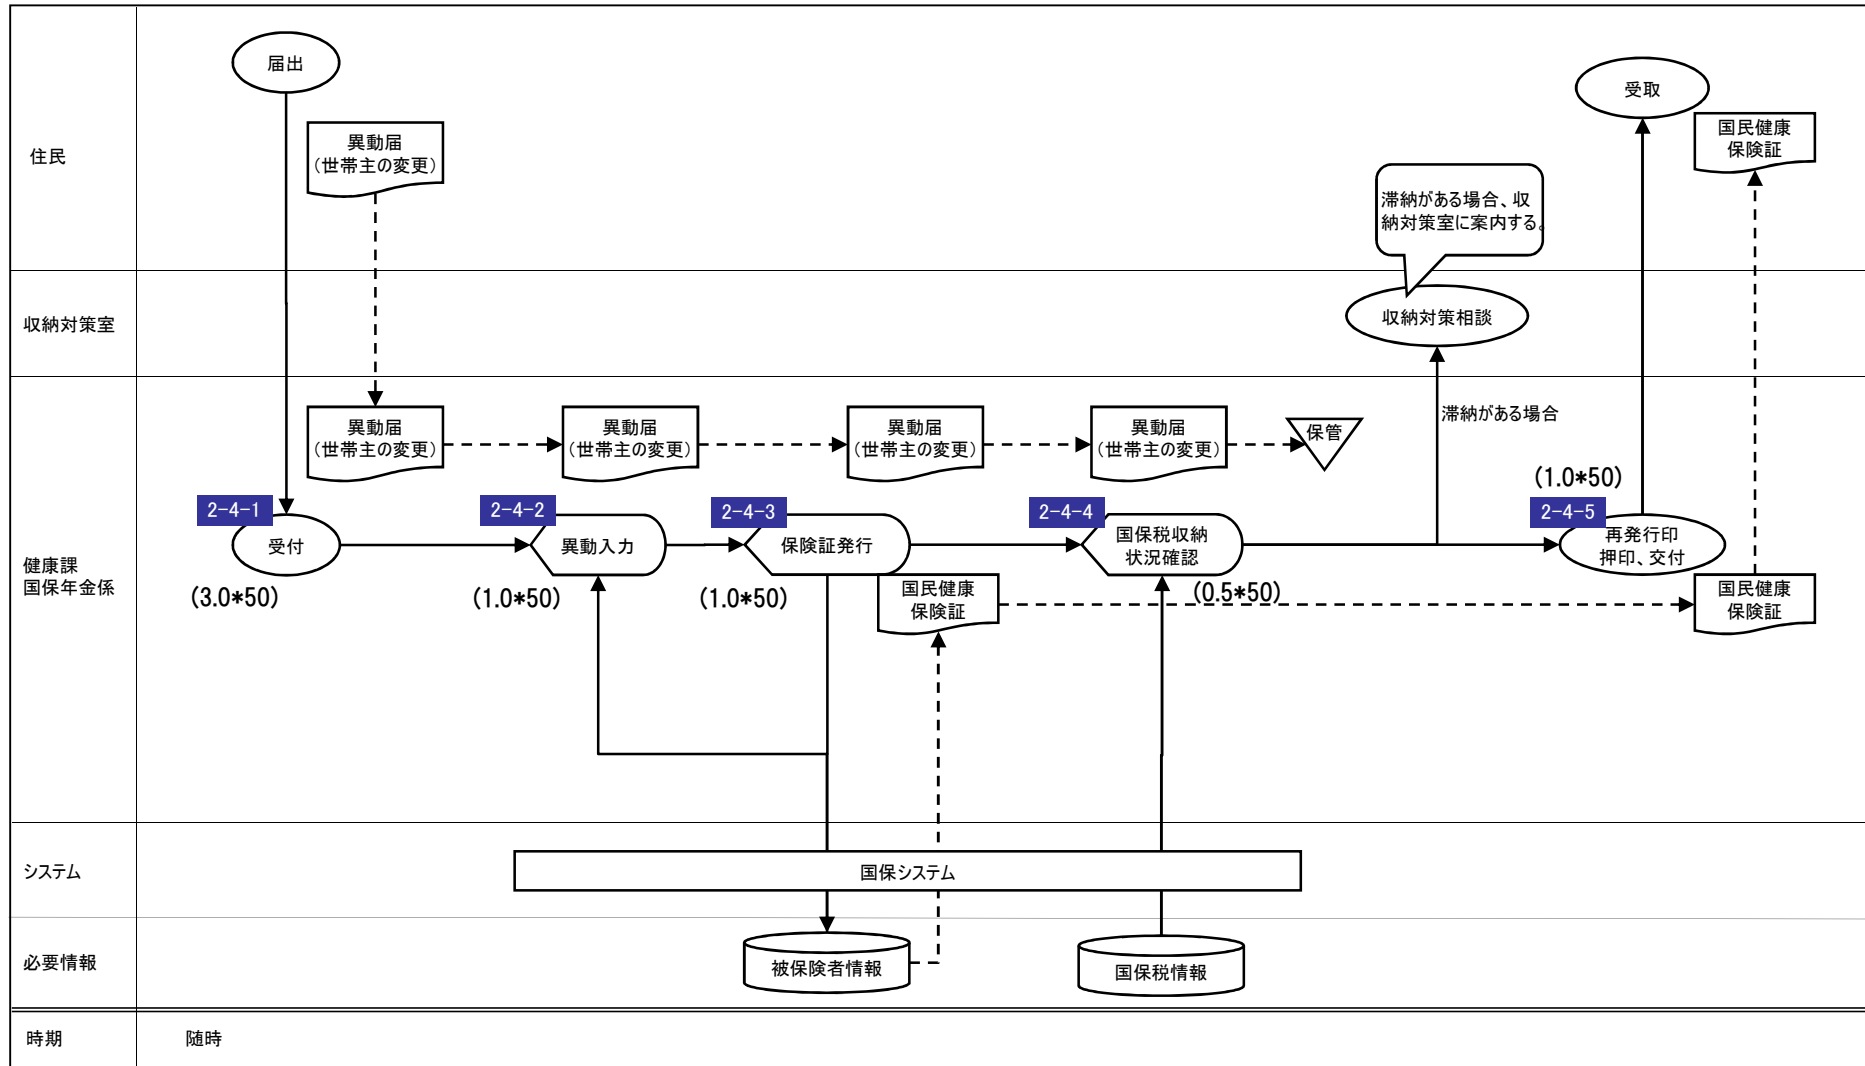 住民
届出
異動届
（世帯主の変更）
受取
国民健康
保険証
滞納がある場合、収
納対策室に案内する。
収納対策室
収納対策相談
健康課
国保年金係
異動届
（世帯主の変更）
異動届
（世帯主の変更）
異動届
（世帯主の変更）
異動届
（世帯主の変更）
保管
滞納がある場合
2-4-1
受付
(3.0*50)
2-4-2
異動入力
(1.0*50)
2-4-3
保険証発行
(1.0*50)
国民健康
保険証
2-4-4
国保税収納
状況確認
(0.5*50)
(1.0*50)
2-4-5
再発行印
押印、交付
国民健康
保険証
システム
国保システム
必要情報
被保険者情報
国保税情報
時期
随時